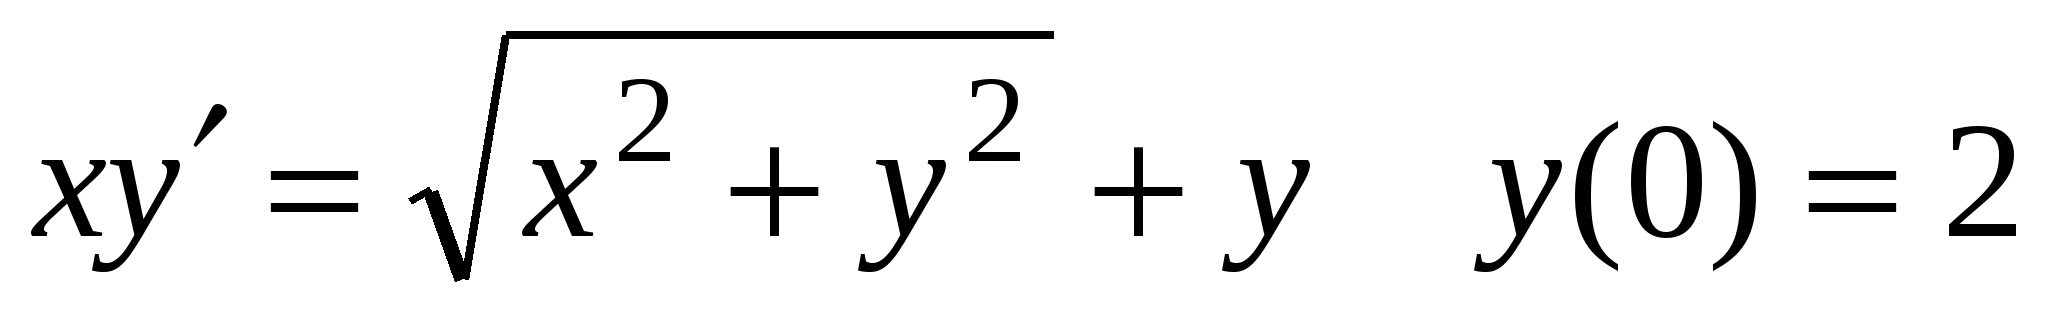 xy′ = √(x² + y²) + y y(0) = 2